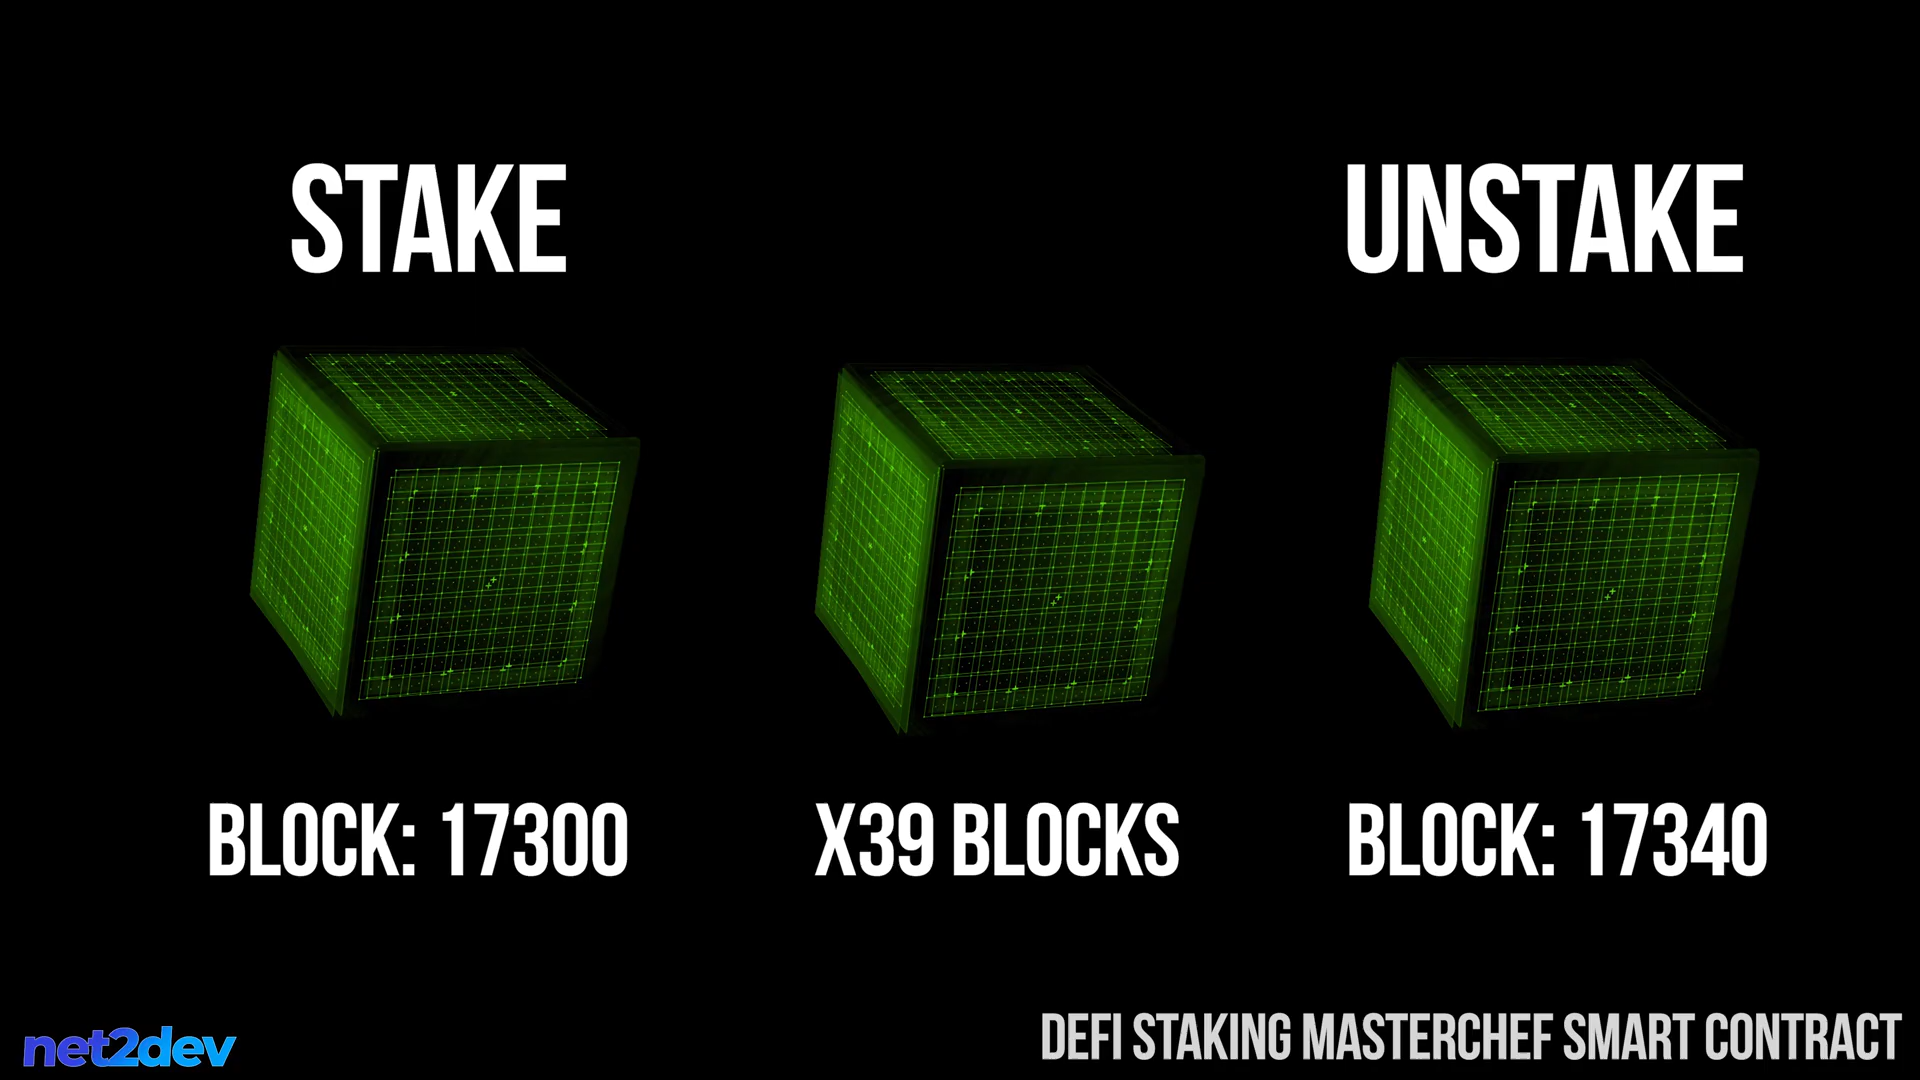 STAKE
UNSTAKE
BLOCK: 17300
X39 BLOCKS
BLOCK: 17340
net2dev
DEFI STAKING MASTERCHEF SMART CONTRACT